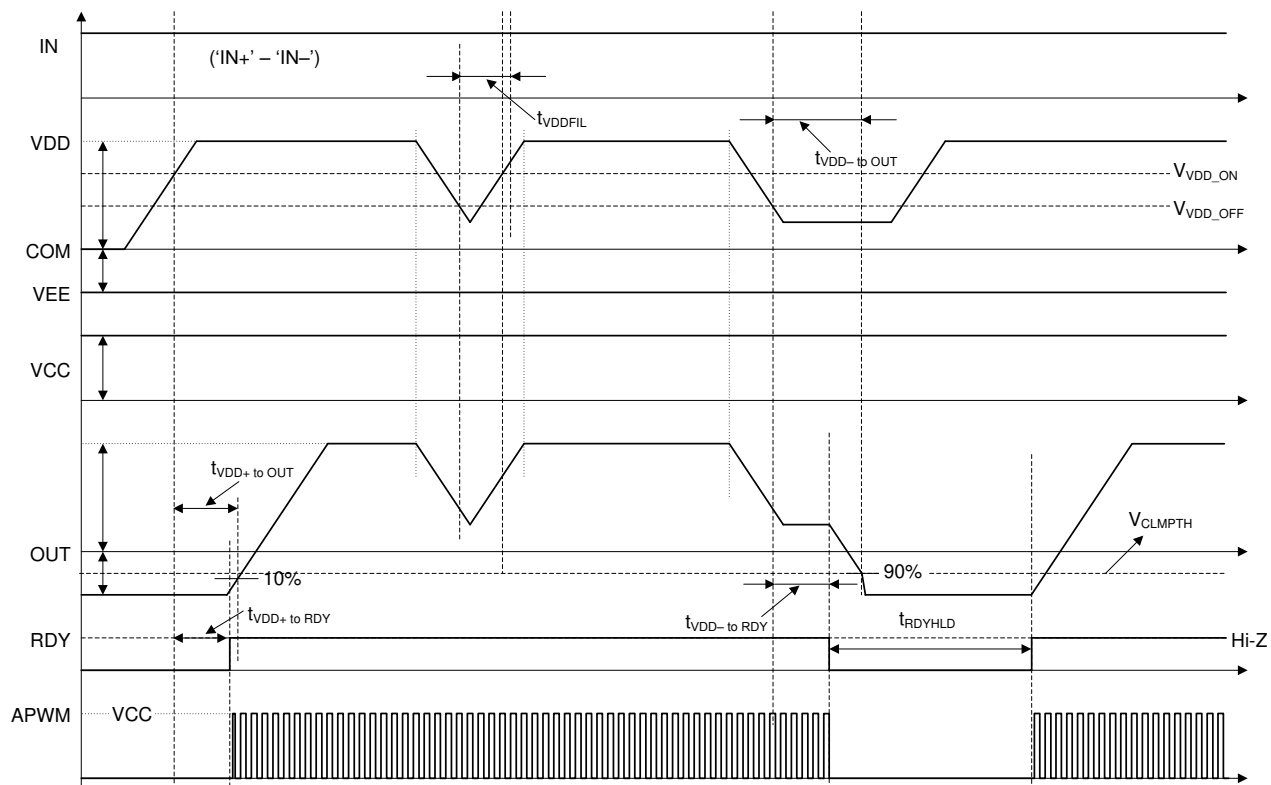 IN
('IN+' – 'IN–')
tVDDFIL
VDD
tVDD– to OUT
VVDD_ON
VVDD_OFF
COM
VEE
VCC
tVDD+ to OUT
VCLMPTH
OUT
10%
90%
tVDD+ to RDY
tVDD– to RDY
tRDYHLD
RDY
Hi-Z
APWM
VCC